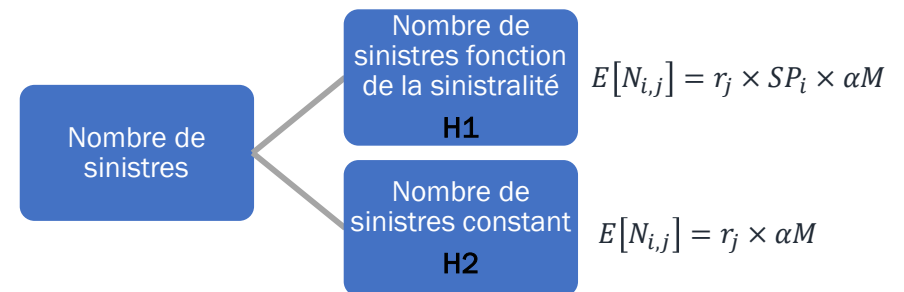 Nombre de
sinistres fonction
de la sinistralité
H1
E[N_{i,j}] = r_j × SP_i × αM
Nombre de
sinistres
Nombre de
sinistres constant
H2
E[N_{i,j}] = r_j × αM